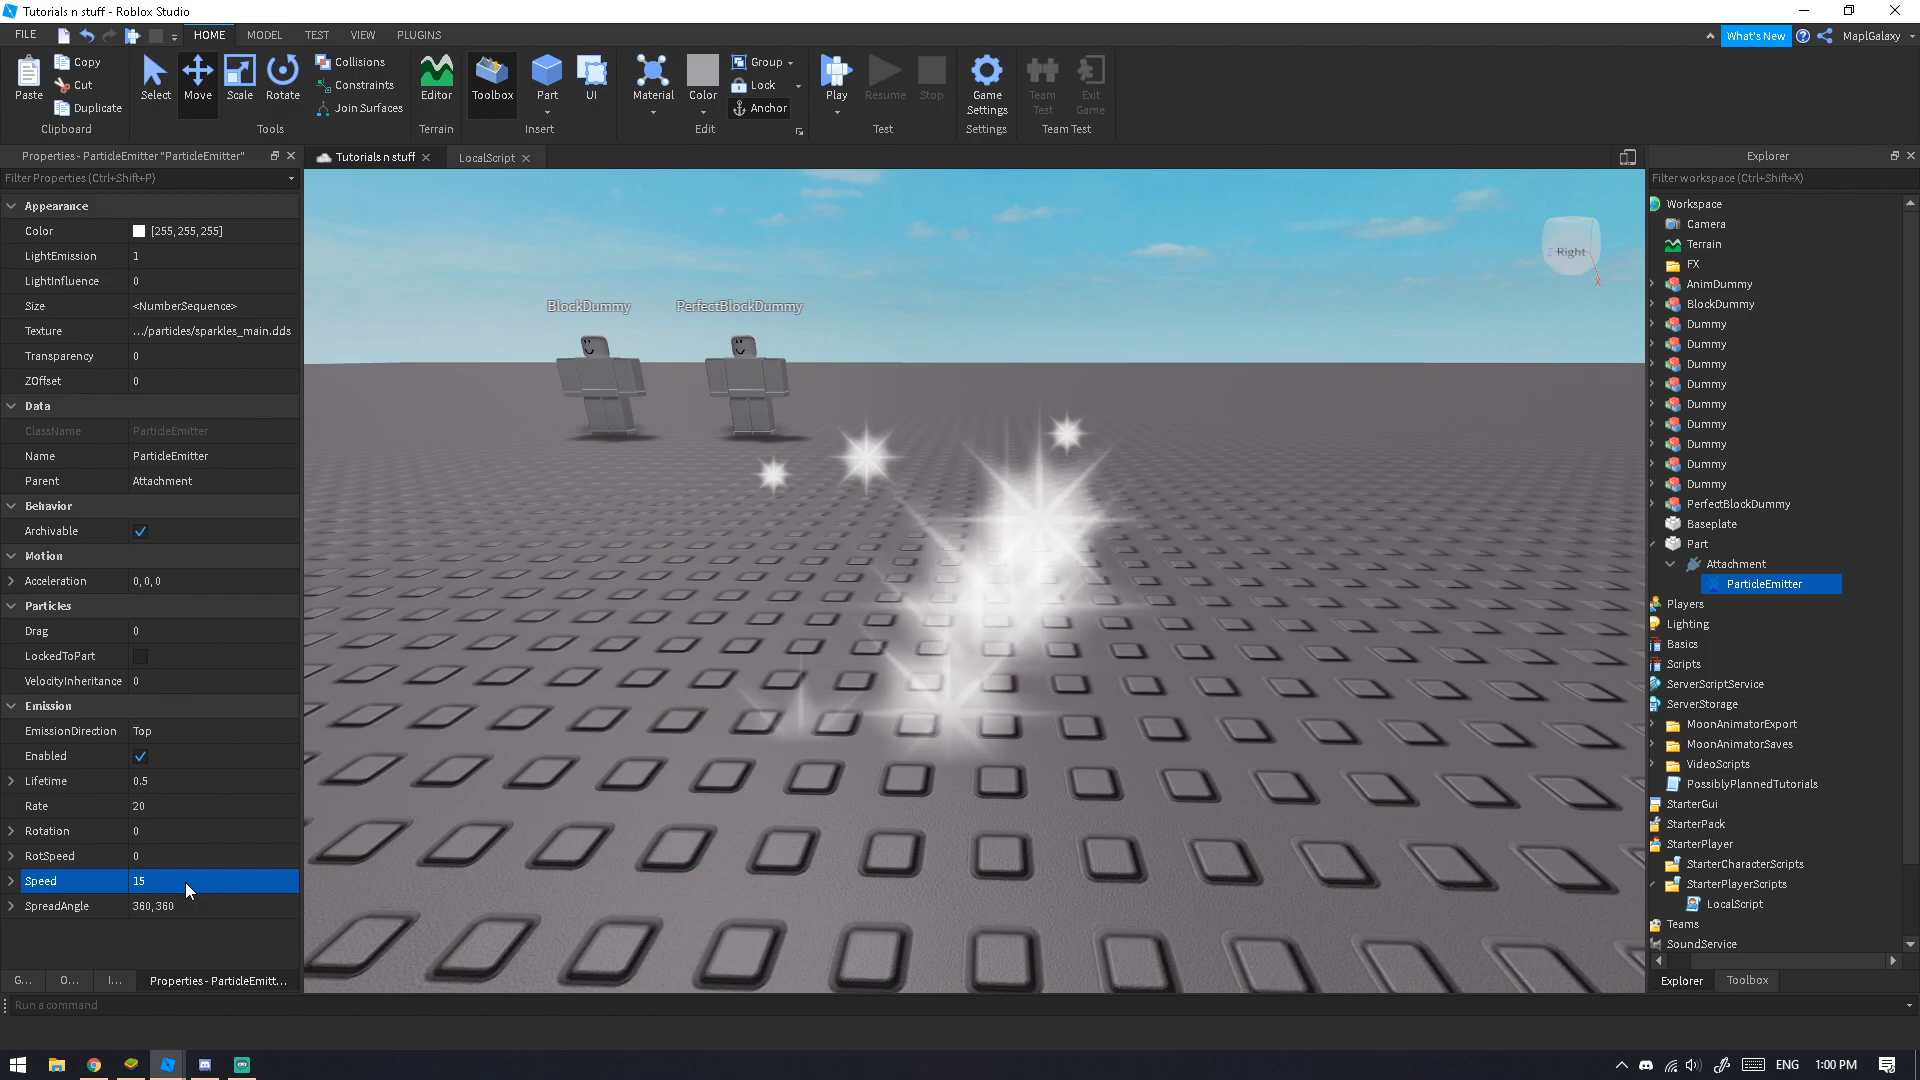 Tutorials n stuff - Roblox Studio
FILE HOME MODEL TEST VIEW PLUGINS What's New MaplGalaxy
Paste Copy Cut Duplicate
Clipboard
Select Move Scale Rotate Collisions Constraints Join Surfaces
Tools
Editor
Terrain
Toolbox Part UI
Insert
Material Color Group Lock Anchor
Edit
Play Resume Stop
Test
Game Settings
Settings
Team Test Exit Game
Team Test
Properties - ParticleEmitter "ParticleEmitter"
Filter Properties (Ctrl+Shift+P)
Appearance
Color [255, 255, 255]
LightEmission 1
LightInfluence 0
Size <NumberSequence>
Texture .../particles/sparkles_main.dds
Transparency 0
ZOffset 0
Data
ClassName ParticleEmitter
Name ParticleEmitter
Parent Attachment
Behavior
Archivable
Motion
Acceleration 0, 0, 0
Particles
Drag 0
LockedToPart
VelocityInheritance 0
Emission
EmissionDirection Top
Enabled
Lifetime 0.5
Rate 20
Rotation 0
RotSpeed 0
Speed 15
SpreadAngle 360, 360
G... O... I... Properties - ParticleEmitt...
Tutorials n stuff LocalScript
BlockDummy PerfectBlockDummy
Z Right
X
Explorer
Filter workspace (Ctrl+Shift+X)
Workspace
Camera
Terrain
FX
AnimDummy
BlockDummy
Dummy
Dummy
Dummy
Dummy
Dummy
Dummy
Dummy
Dummy
Dummy
PerfectBlockDummy
Baseplate
Part
Attachment
ParticleEmitter
Players
Lighting
Basics
Scripts
ServerScriptService
ServerStorage
MoonAnimatorExport
MoonAnimatorSaves
VideoScripts
PossiblyPlannedTutorials
StarterGui
StarterPack
StarterPlayer
StarterCharacterScripts
StarterPlayerScripts
LocalScript
Teams
SoundService
Explorer Toolbox
Run a command
ENG 1:00 PM